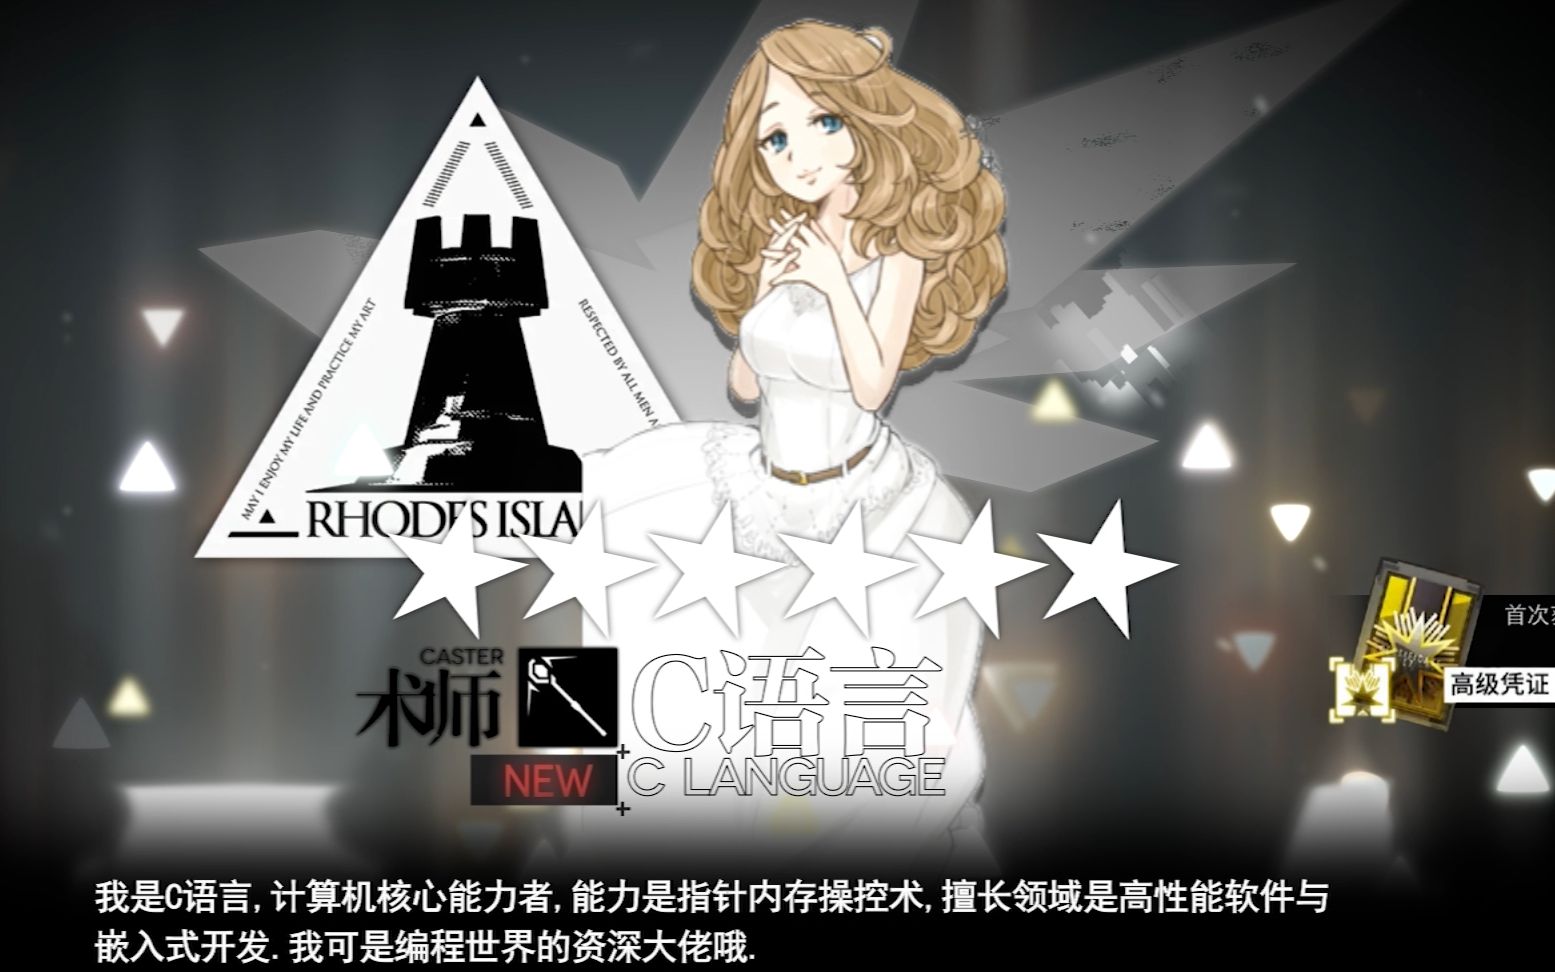 MAY I ENJOY MY LIFE AND PRACTICE MY ART
RESPECTED BY ALL MEN A
RHODES ISLA
首次
高级凭证
CASTER
术师
C语言
NEW
C LANGUAGE
我是C语言,计算机核心能力者,能力是指针内存操控术,擅长领域是高性能软件与
嵌入式开发.我可是编程世界的资深大佬哦.